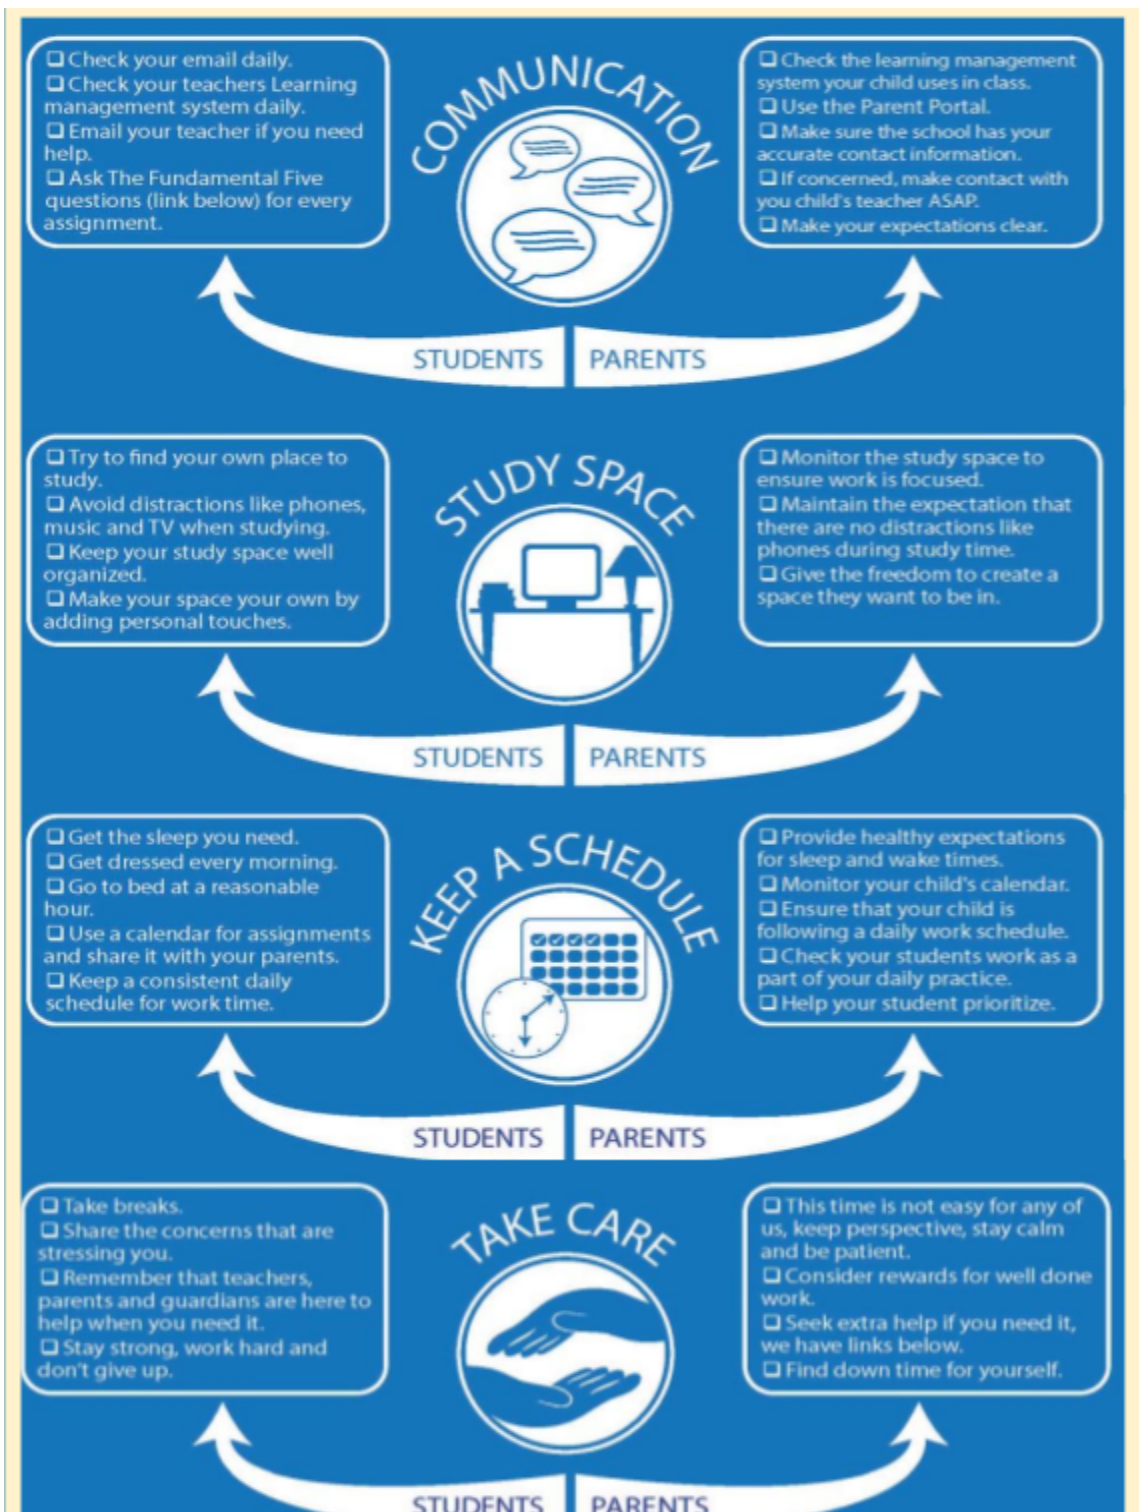 COMMUNICATION
❑ Check your email daily.
❑ Check your teachers Learning
management system daily.
❑ Email your teacher if you need
help.
❑ Ask The Fundamental Five
questions (link below) for every
assignment.
❑ Check the learning management
system your child uses in class.
❑ Use the Parent Portal.
❑ Make sure the school has your
accurate contact information.
❑ If concerned, make contact with
you child's teacher ASAP.
❑ Make your expectations clear.
STUDENTS
PARENTS
STUDY SPACE
❑ Try to find your own place to
study.
❑ Avoid distractions like phones,
music and TV when studying.
❑ Keep your study space well
organized.
❑ Make your space your own by
adding personal touches.
❑ Monitor the study space to
ensure work is focused.
❑ Maintain the expectation that
there are no distractions like
phones during study time.
❑ Give the freedom to create a
space they want to be in.
STUDENTS
PARENTS
KEEP A SCHEDULE
❑ Get the sleep you need.
❑ Get dressed every morning.
❑ Go to bed at a reasonable
hour.
❑ Use a calendar for assignments
and share it with your parents.
❑ Keep a consistent daily
schedule for work time.
❑ Provide healthy expectations
for sleep and wake times.
❑ Monitor your child's calendar.
❑ Ensure that your child is
following a daily work schedule.
❑ Check your students work as a
part of your daily practice.
❑ Help your student prioritize.
STUDENTS
PARENTS
TAKE CARE
❑ Take breaks.
❑ Share the concerns that are
stressing you.
❑ Remember that teachers,
parents and guardians are here to
help when you need it.
❑ Stay strong, work hard and
don't give up.
❑ This time is not easy for any of
us, keep perspective, stay calm
and be patient.
❑ Consider rewards for well done
work.
❑ Seek extra help if you need it,
we have links below.
❑ Find down time for yourself.
STUDENTS
PARENTS